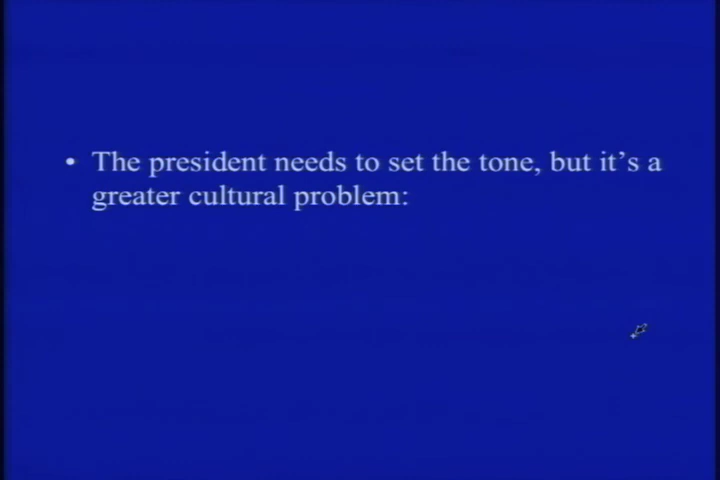 • The president needs to set the tone, but it's a
greater cultural problem: